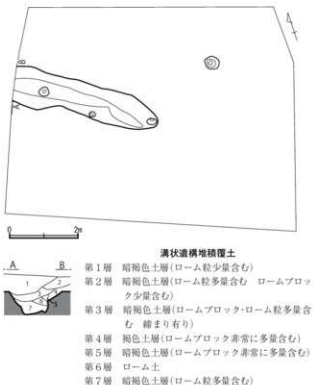 B
A
0 2m
溝状遺構堆積覆土
A B
1
2
7
第1層 暗褐色土層(ローム粒少量含む)
第2層 暗褐色土層(ローム粒多量含む ロームブロッ
ク少量含む)
第3層 暗褐色土層(ロームブロック・ローム粒多量含
む 締まり有り)
第4層 褐色土層(ロームブロック非常に多量含む)
第5層 暗褐色土層(ロームブロック非常に多量含む)
第6層 ローム土
第7層 暗褐色土層(ローム粒多量含む)